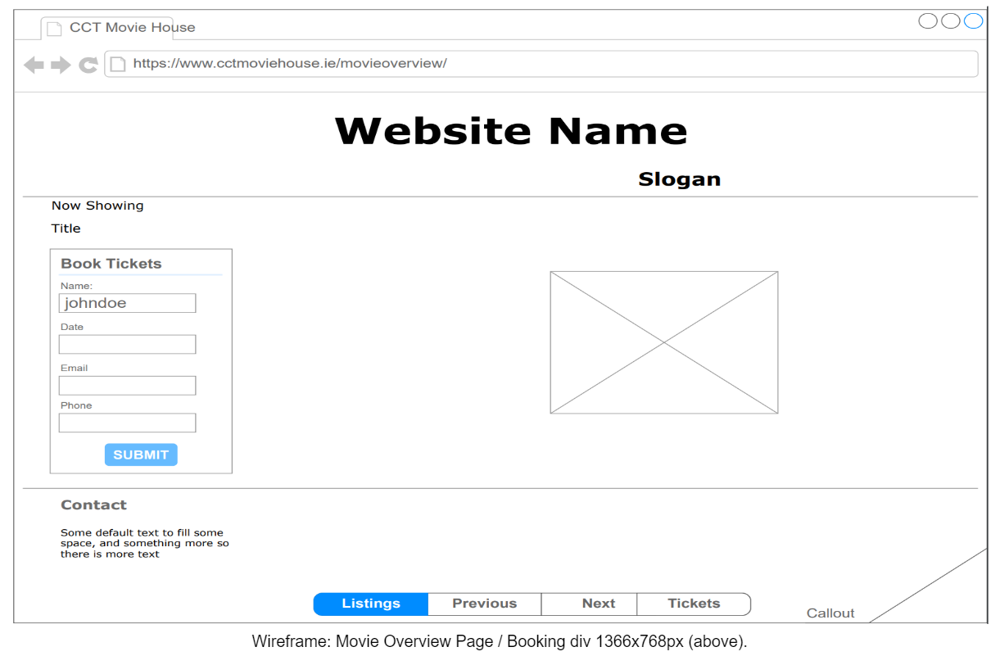 CCT Movie House
https://www.cctmoviehouse.ie/movieoverview/
Website Name
Slogan
Now Showing
Title
Book Tickets
Name:
johndoe
Date
Email
Phone
SUBMIT
Contact
Some default text to fill some
space, and something more so
there is more text
Listings Previous Next Tickets
Callout
Wireframe: Movie Overview Page / Booking div 1366x768px (above).